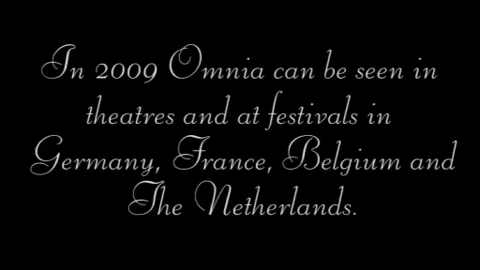 In 2009 Omnia can be seen in
theatres and at festivals in
Germany, France, Belgium and
The Netherlands.